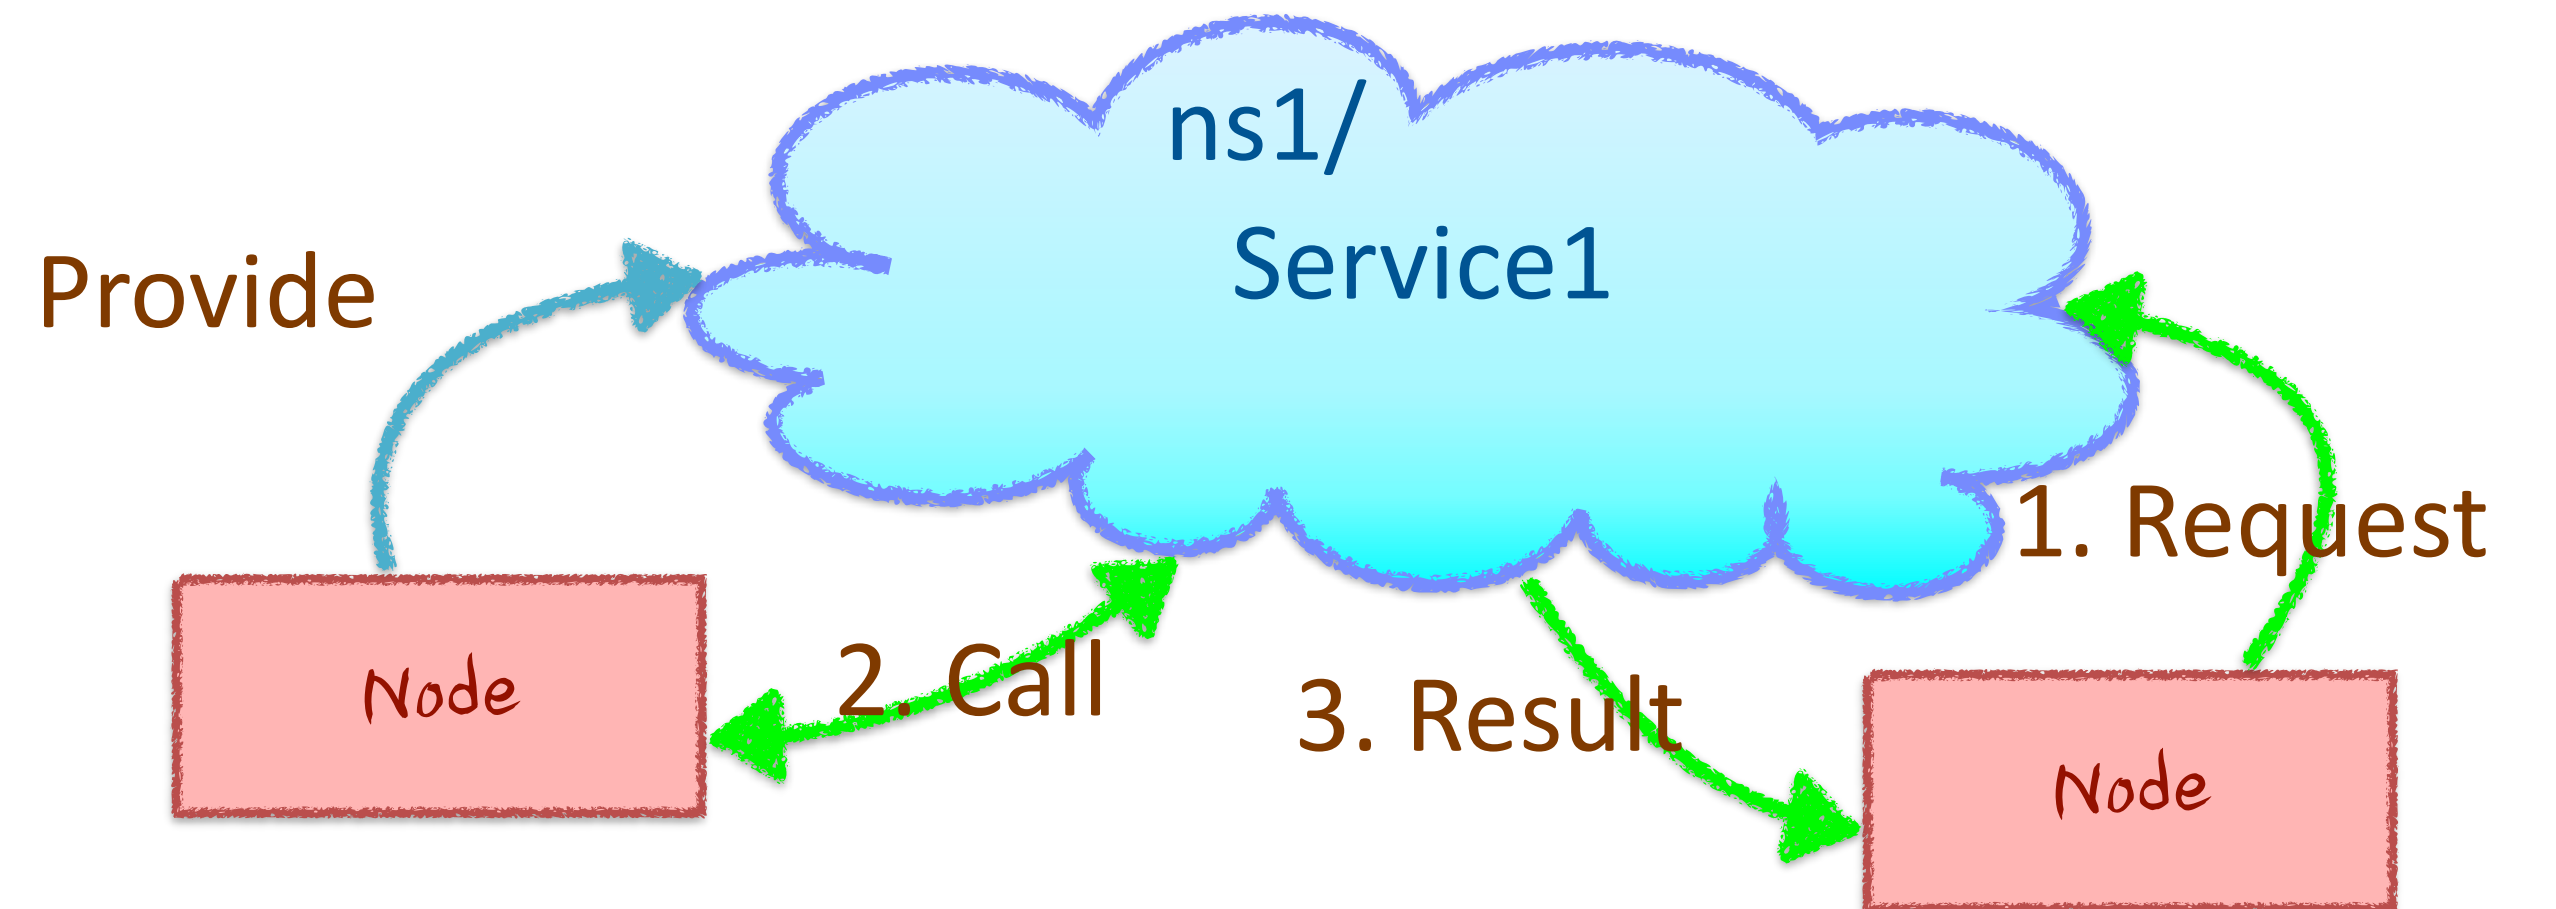 ns1/
Service1
Provide
1. Request
2. Call
3. Result
Node
Node